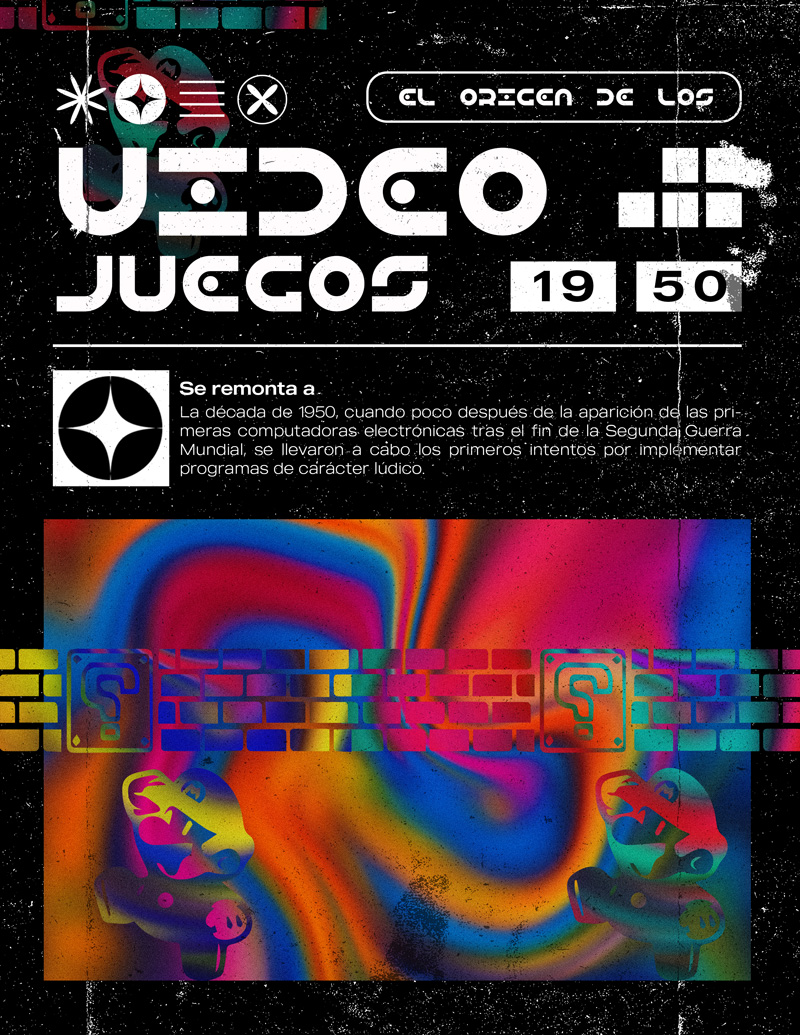 EL ORIGEN DE LOS
VIDEO
JUEGOS
19 50
Se remonta a
La década de 1950, cuando poco después de la aparición de las pri-
meras computadoras electrónicas tras el fin de la Segunda Guerra
Mundial, se llevaron a cabo los primeros intentos por implementar
programas de carácter lúdico.
? ?
M M